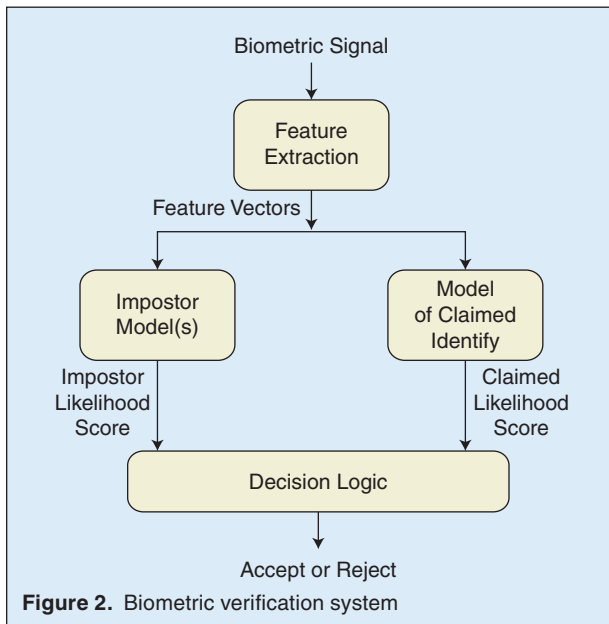 Biometric Signal
Feature
Extraction
Feature Vectors
Impostor
Model(s)
Model
of Claimed
Identify
Impostor
Likelihood
Score
Claimed
Likelihood
Score
Decision Logic
Accept or Reject
Figure 2. Biometric verification system